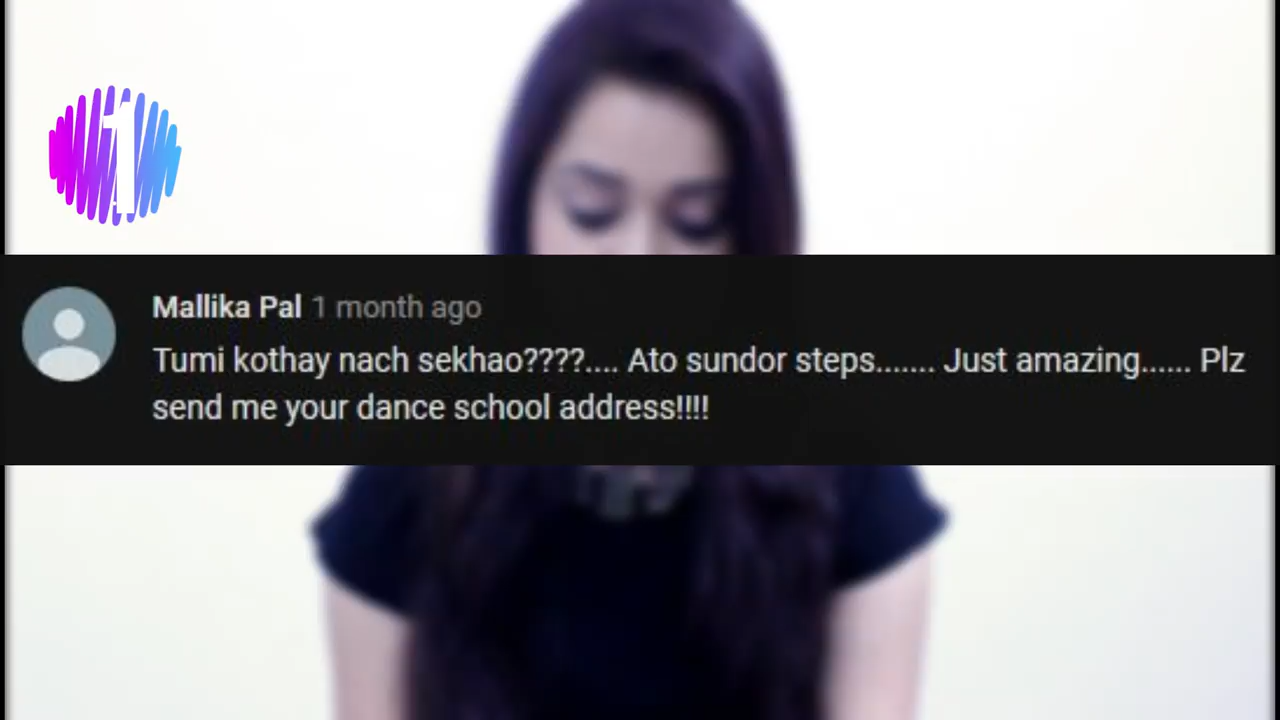 1
Mallika Pal 1 month ago
Tumi kothay nach sekhao????.... Ato sundor steps....... Just amazing...... Plz
send me your dance school address!!!!